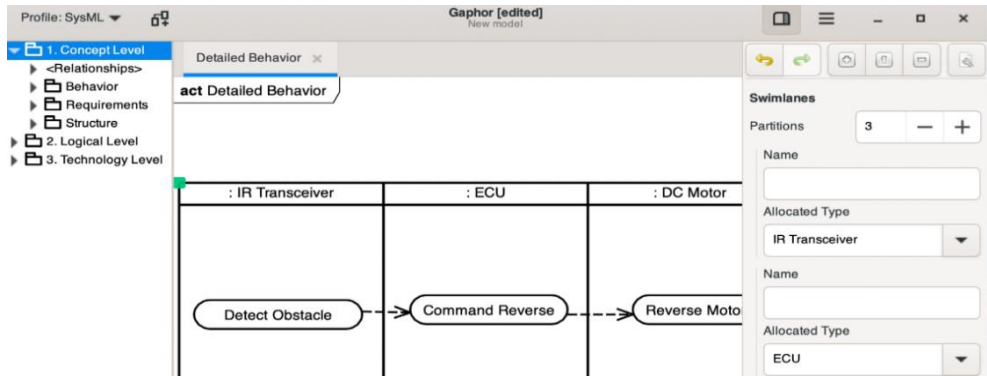 Profile: SysML
Gaphor [edited]
New model
1. Concept Level
<Relationships>
Behavior
Requirements
Structure
2. Logical Level
3. Technology Level
Detailed Behavior ×
act Detailed Behavior
: IR Transceiver
: ECU
: DC Motor
Detect Obstacle
Command Reverse
Reverse Moto
Swimlanes
Partitions 3 — +
Name
Allocated Type
IR Transceiver
Name
Allocated Type
ECU